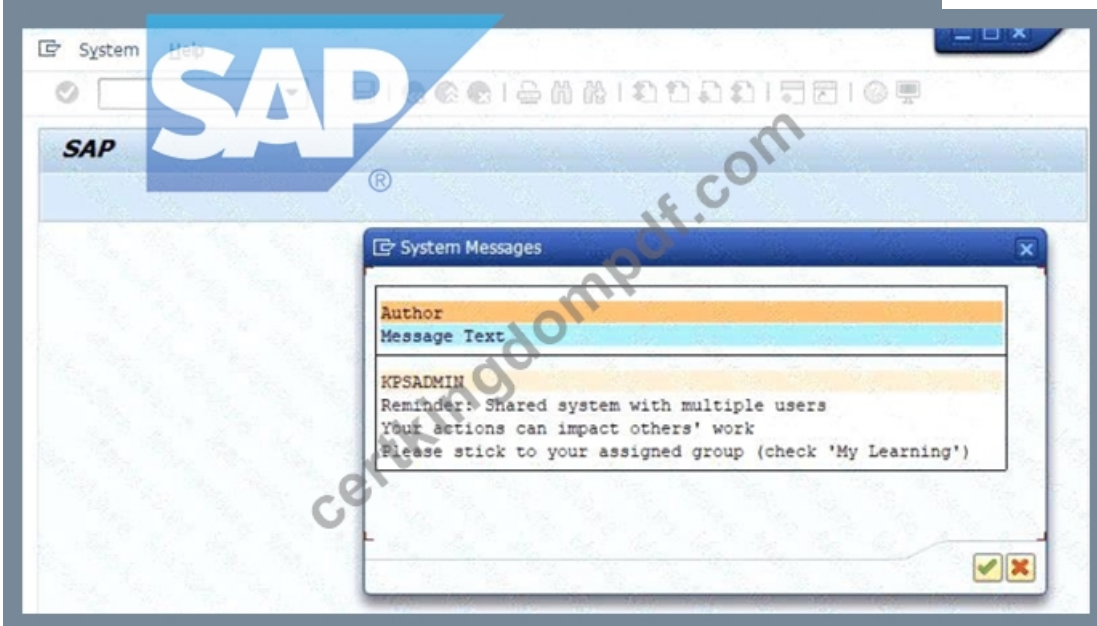 System Help
SAP
®
SAP
certkingdompdf.com
System Messages
Author
Message Text
KPSADMIN
Reminder: Shared system with multiple users
Your actions can impact others' work
Please stick to your assigned group (check 'My Learning')